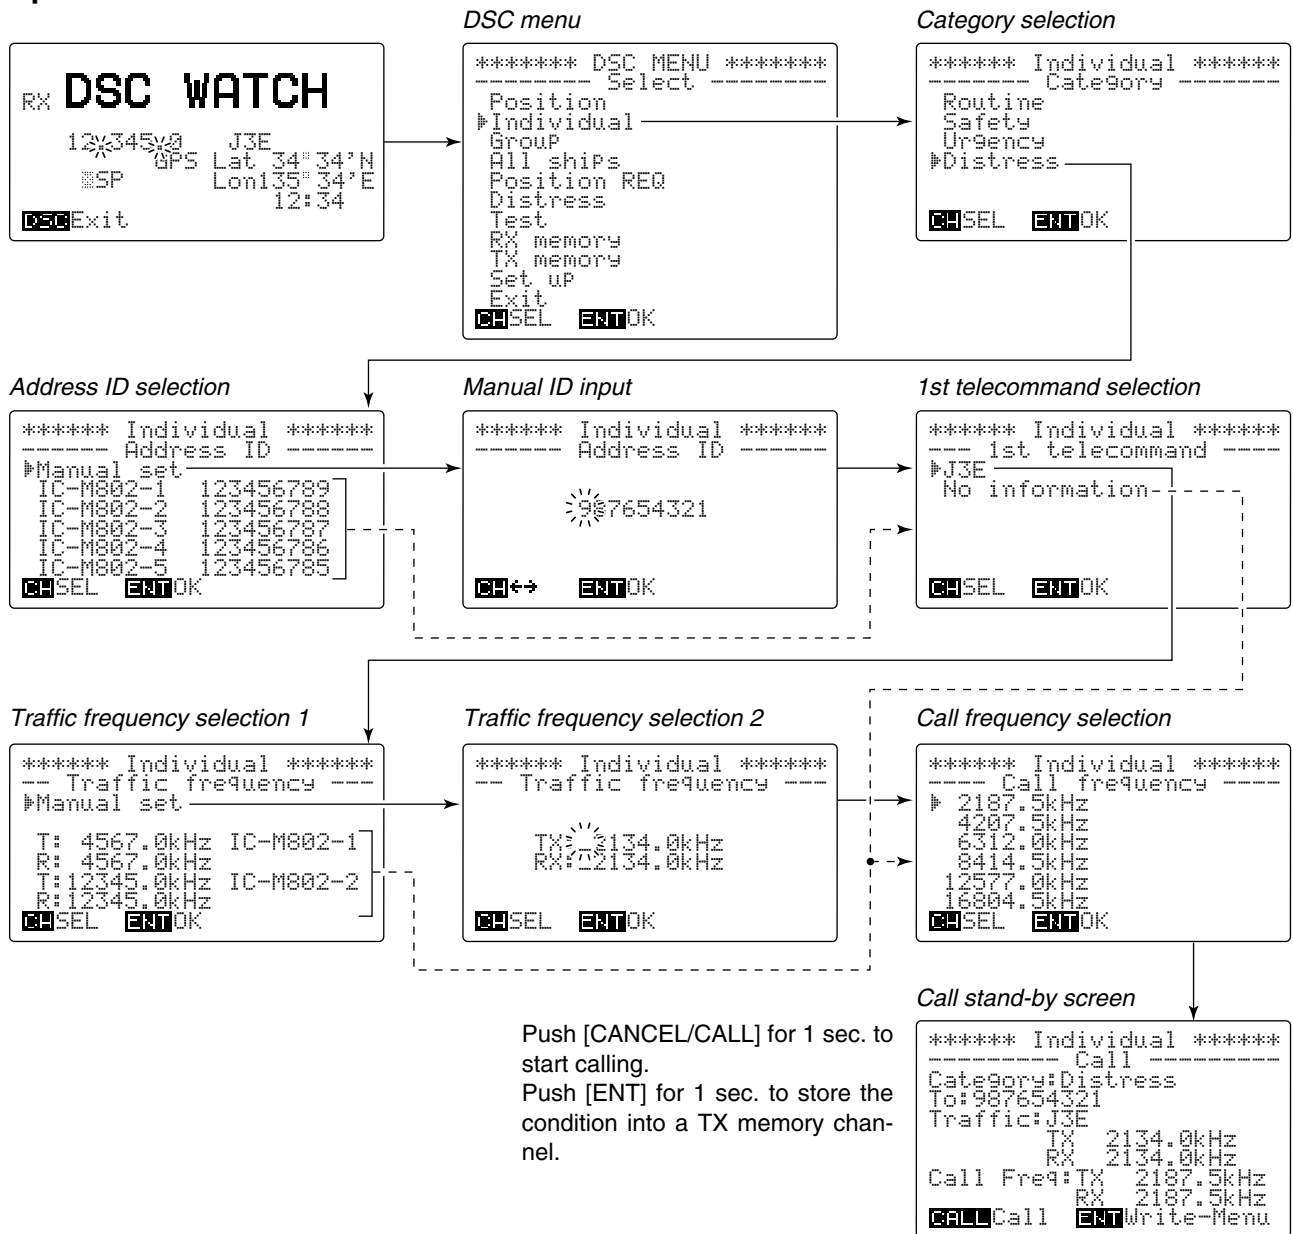 DSC menu
Category selection
RX DSC WATCH
12345.0 J3E
GPS Lat 34°34'N
SP Lon135°34'E
12:34
DSC Exit
******* DSC MENU *******
-------- Select --------
Position
Individual
Group
All ships
Position REQ
Distress
Test
RX memory
TX memory
Set up
Exit
CH SEL ENT OK
****** Individual ******
------- Category -------
Routine
Safety
Urgency
Distress
CH SEL ENT OK
Address ID selection
Manual ID input
1st telecommand selection
****** Individual ******
------ Address ID ------
Manual set
IC-M802-1 123456789
IC-M802-2 123456788
IC-M802-3 123456787
IC-M802-4 123456786
IC-M802-5 123456785
CH SEL ENT OK
****** Individual ******
------ Address ID ------
987654321
CH ←→ ENT OK
****** Individual ******
--- 1st telecommand ----
J3E
No information
CH SEL ENT OK
Traffic frequency selection 1
Traffic frequency selection 2
Call frequency selection
****** Individual ******
-- Traffic frequency ---
Manual set
T: 4567.0kHz IC-M802-1
R: 4567.0kHz
T:12345.0kHz IC-M802-2
R:12345.0kHz
CH SEL ENT OK
****** Individual ******
-- Traffic frequency ---
TX:_2134.0kHz
RX:_2134.0kHz
CH SEL ENT OK
****** Individual ******
---- Call frequency ----
2187.5kHz
4207.5kHz
6312.0kHz
8414.5kHz
12577.0kHz
16804.5kHz
CH SEL ENT OK
Call stand-by screen
Push [CANCEL/CALL] for 1 sec. to
start calling.
Push [ENT] for 1 sec. to store the
condition into a TX memory chan-
nel.
****** Individual ******
--------- Call ---------
Category:Distress
To:987654321
Traffic:J3E
TX 2134.0kHz
RX 2134.0kHz
Call Freq:TX 2187.5kHz
RX 2187.5kHz
CALL Call ENT Write-Menu